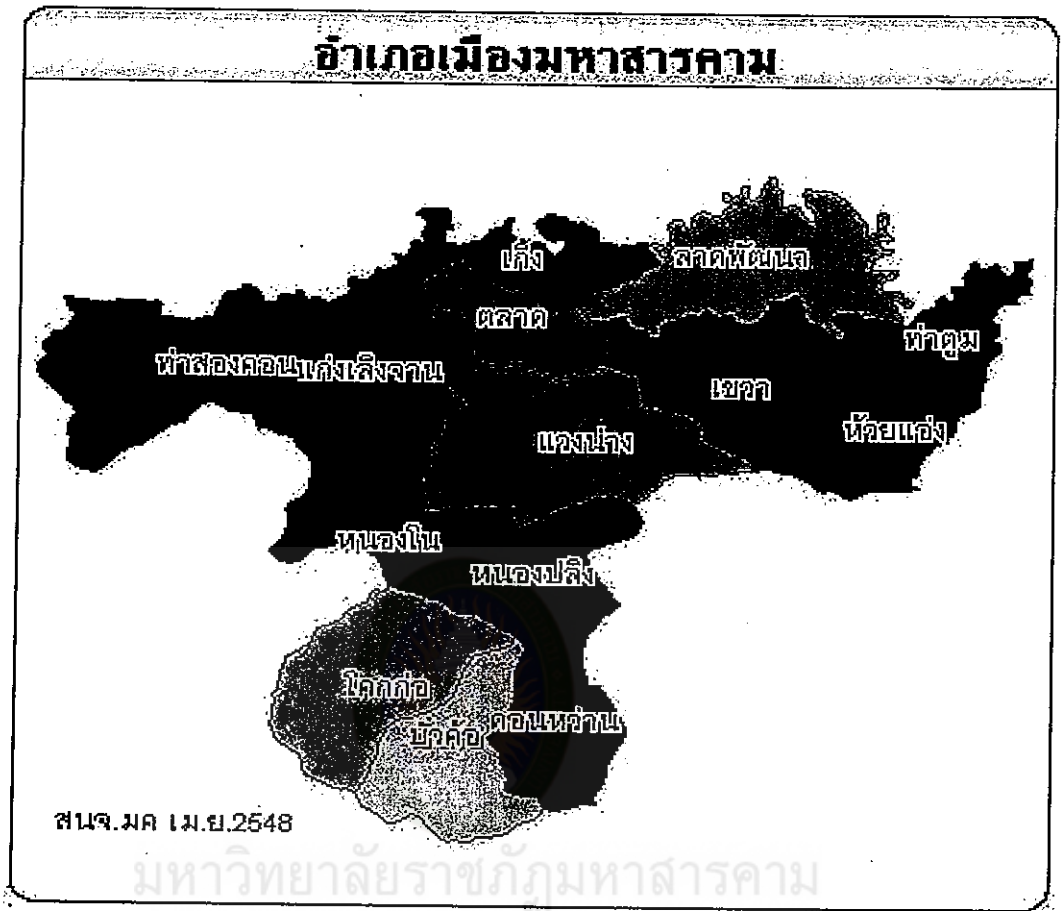 อำเภอเมืองมหาสารคาม
เกิ้ง
ลาดพัฒนา
ตลาด
ท่าตูม
ท่าสองคอน
แก่งเลิงจาน
เขวา
ห้วยแอ่ง
แวงน่าง
หนองโน
หนองปลิง
โคกก่อ
บัวค้อ
ดอนหว่าน
สนจ.มค เม.ย.2548
มหาวิทยาลัยราชภัฏมหาสารคาม